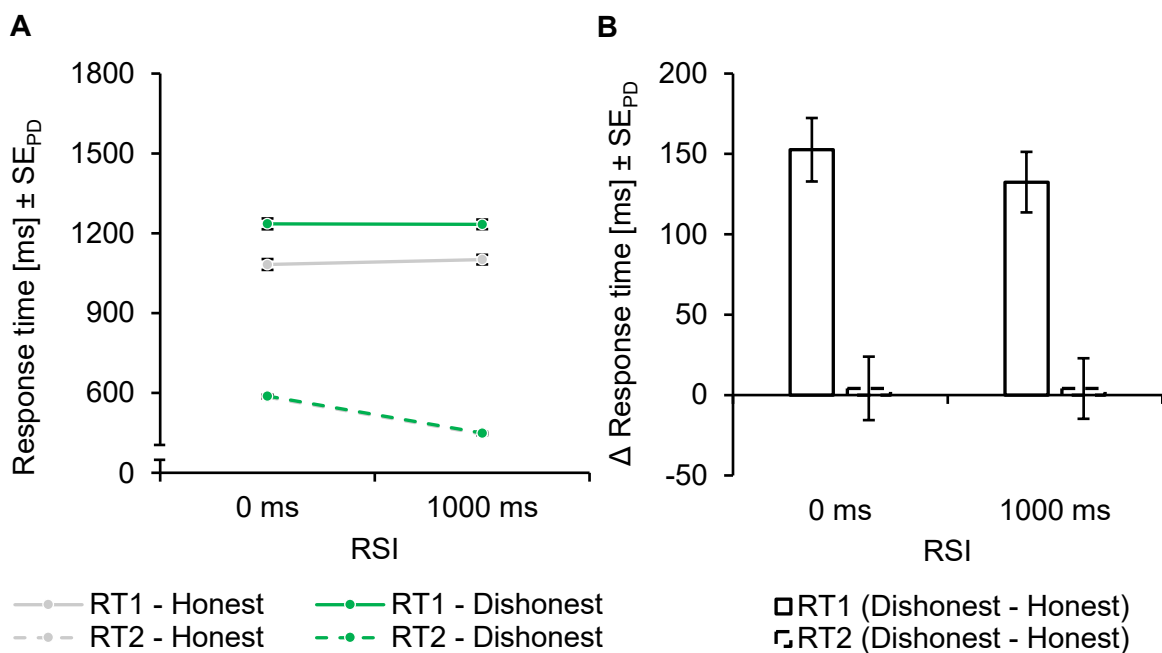 A
Response time [ms] ± SE_PD
1800
1500
1200
900
600
0
0 ms 1000 ms
RSI
RT1 - Honest RT1 - Dishonest
RT2 - Honest RT2 - Dishonest
B
Δ Response time [ms] ± SE_PD
200
150
100
50
0
-50
0 ms 1000 ms
RSI
RT1 (Dishonest - Honest)
RT2 (Dishonest - Honest)